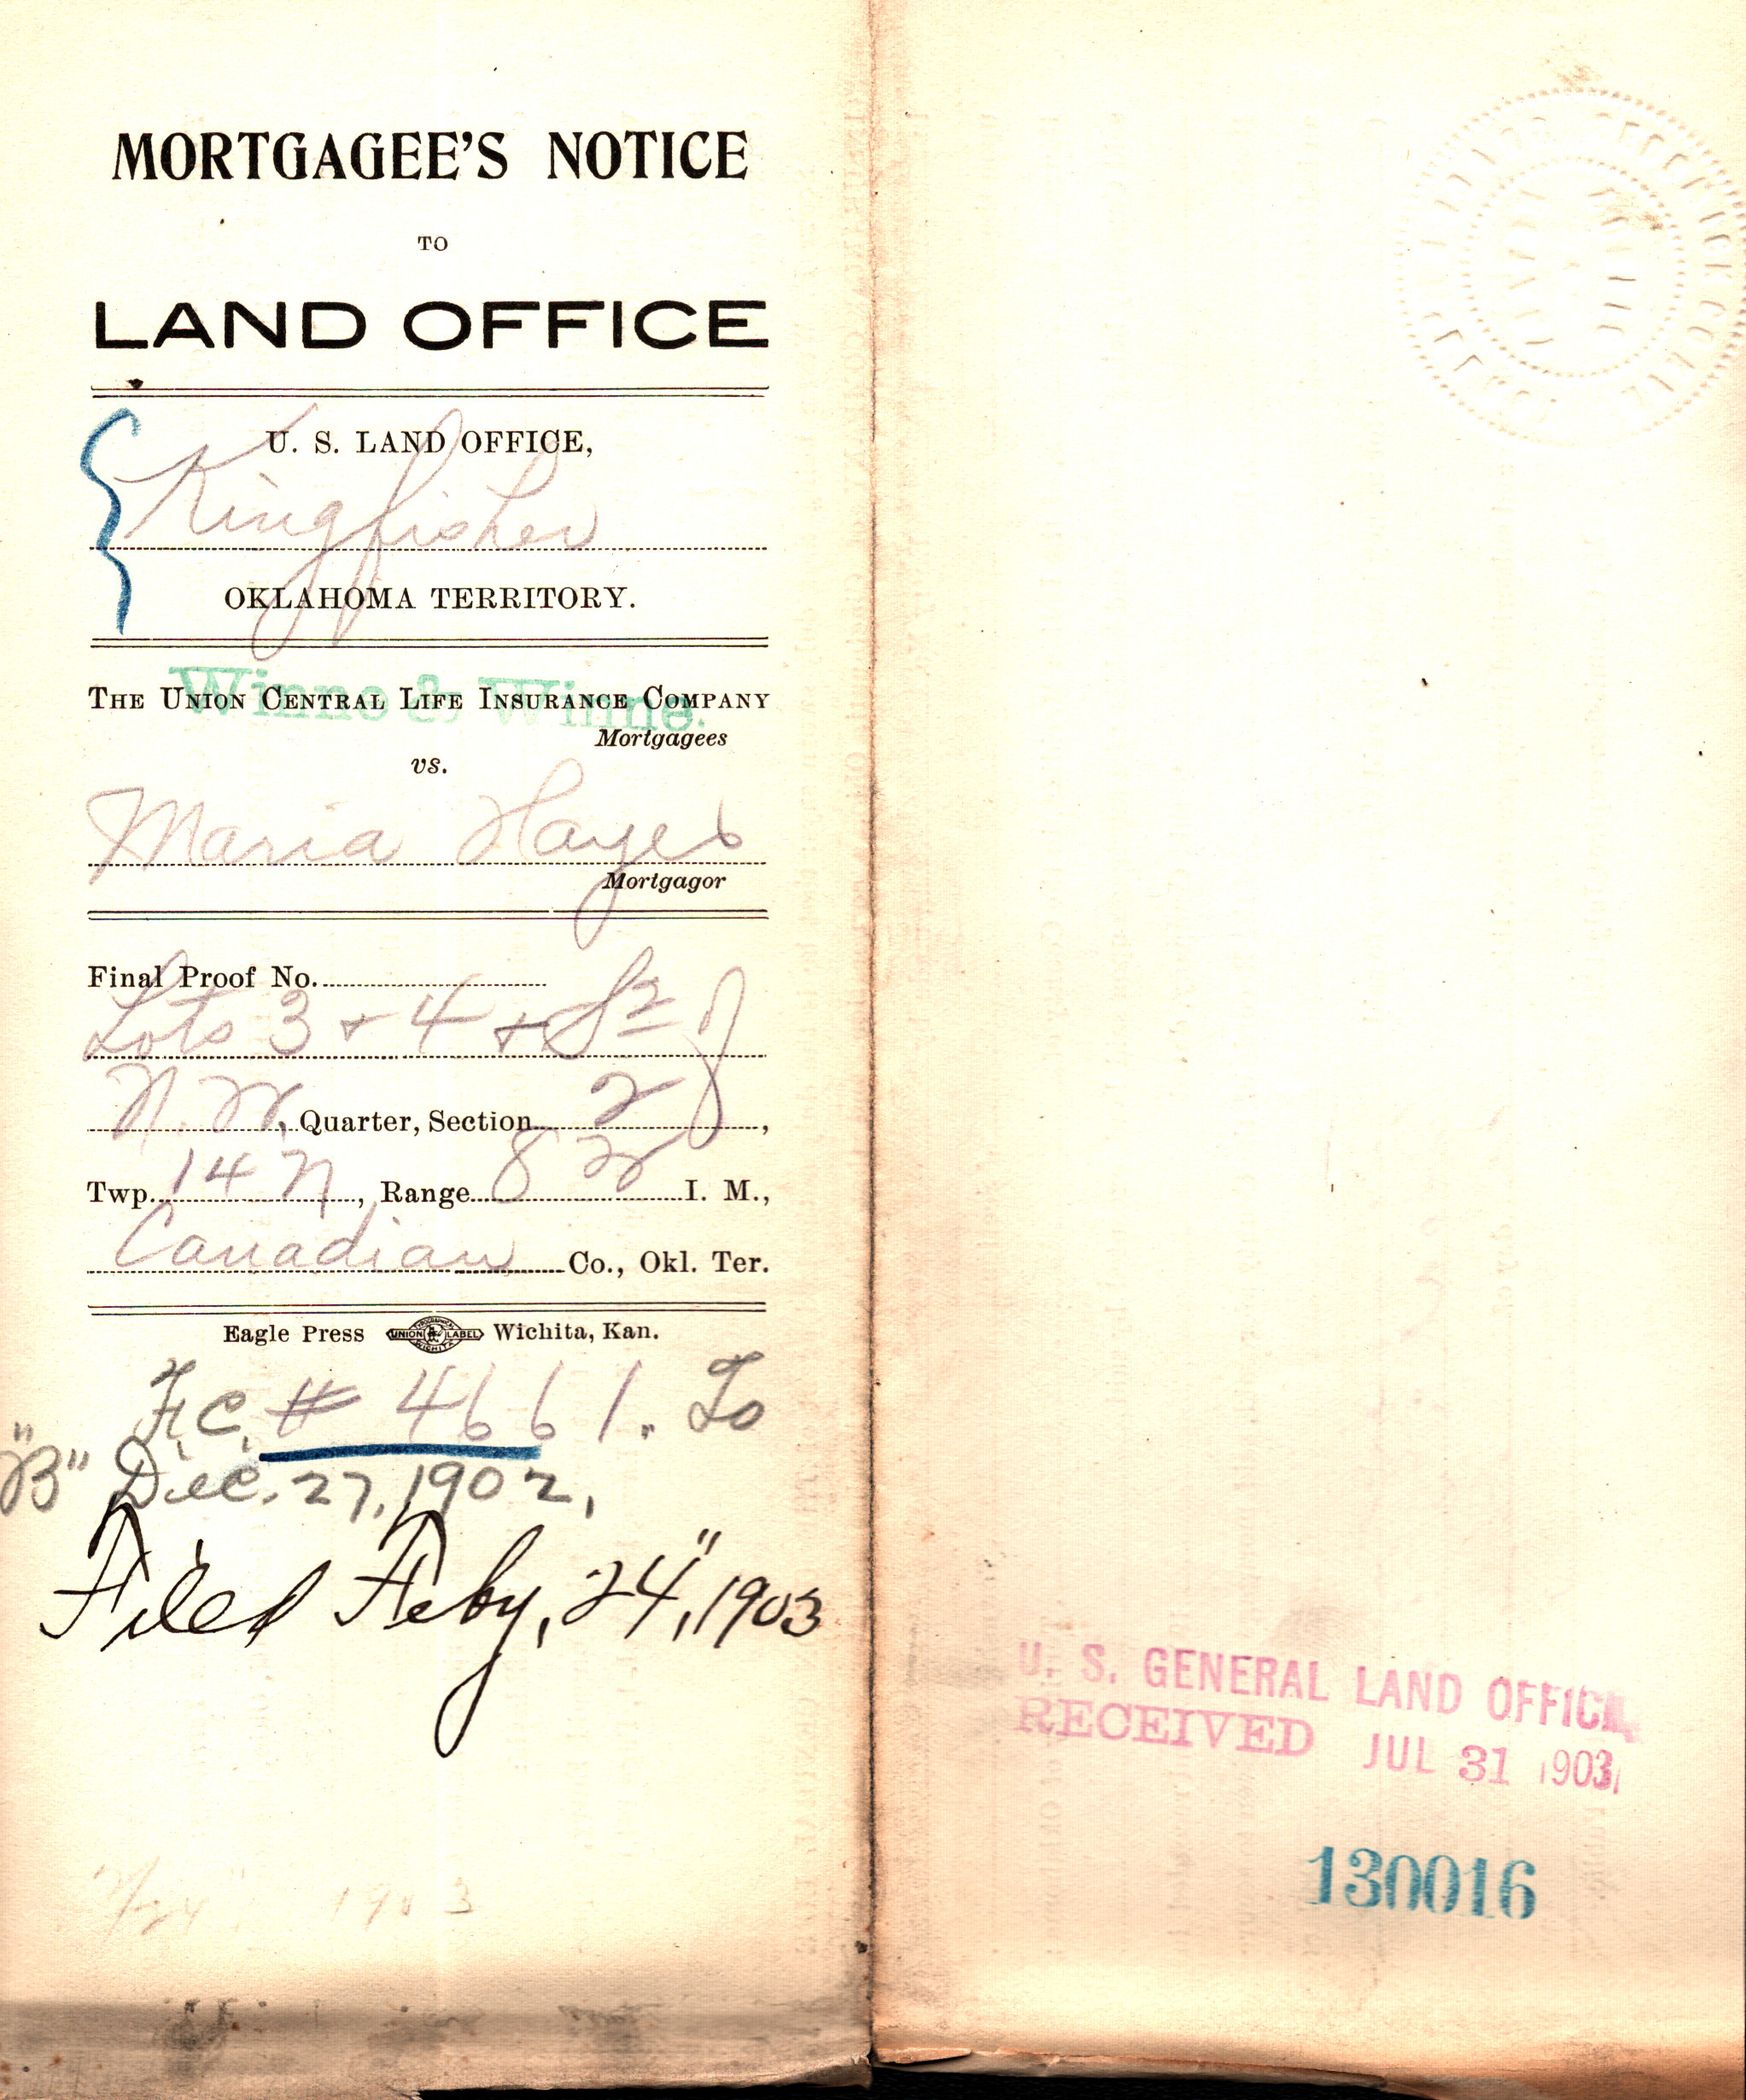 MORTGAGEE'S NOTICE
TO
LAND OFFICE
U. S. LAND OFFICE,
Kingfisher
OKLAHOMA TERRITORY.
Winne & Winne.
THE UNION CENTRAL LIFE INSURANCE COMPANY
Mortgagees
vs.
Maria Hayes
Mortgagor
Final Proof No.
Lots 3 + 4 + S2 of
N. W, Quarter, Section 2,
Twp. 14 N, Range 8 W I. M.,
Canadian Co., Okl. Ter.
Eagle Press UNION LABEL Wichita, Kan.
F.C. # 4661. To
"B" Dec. 27, 1902,
Filed Feby, 24", 1903
1903
U. S. GENERAL LAND OFFICE,
RECEIVED JUL 31 1903,
130016